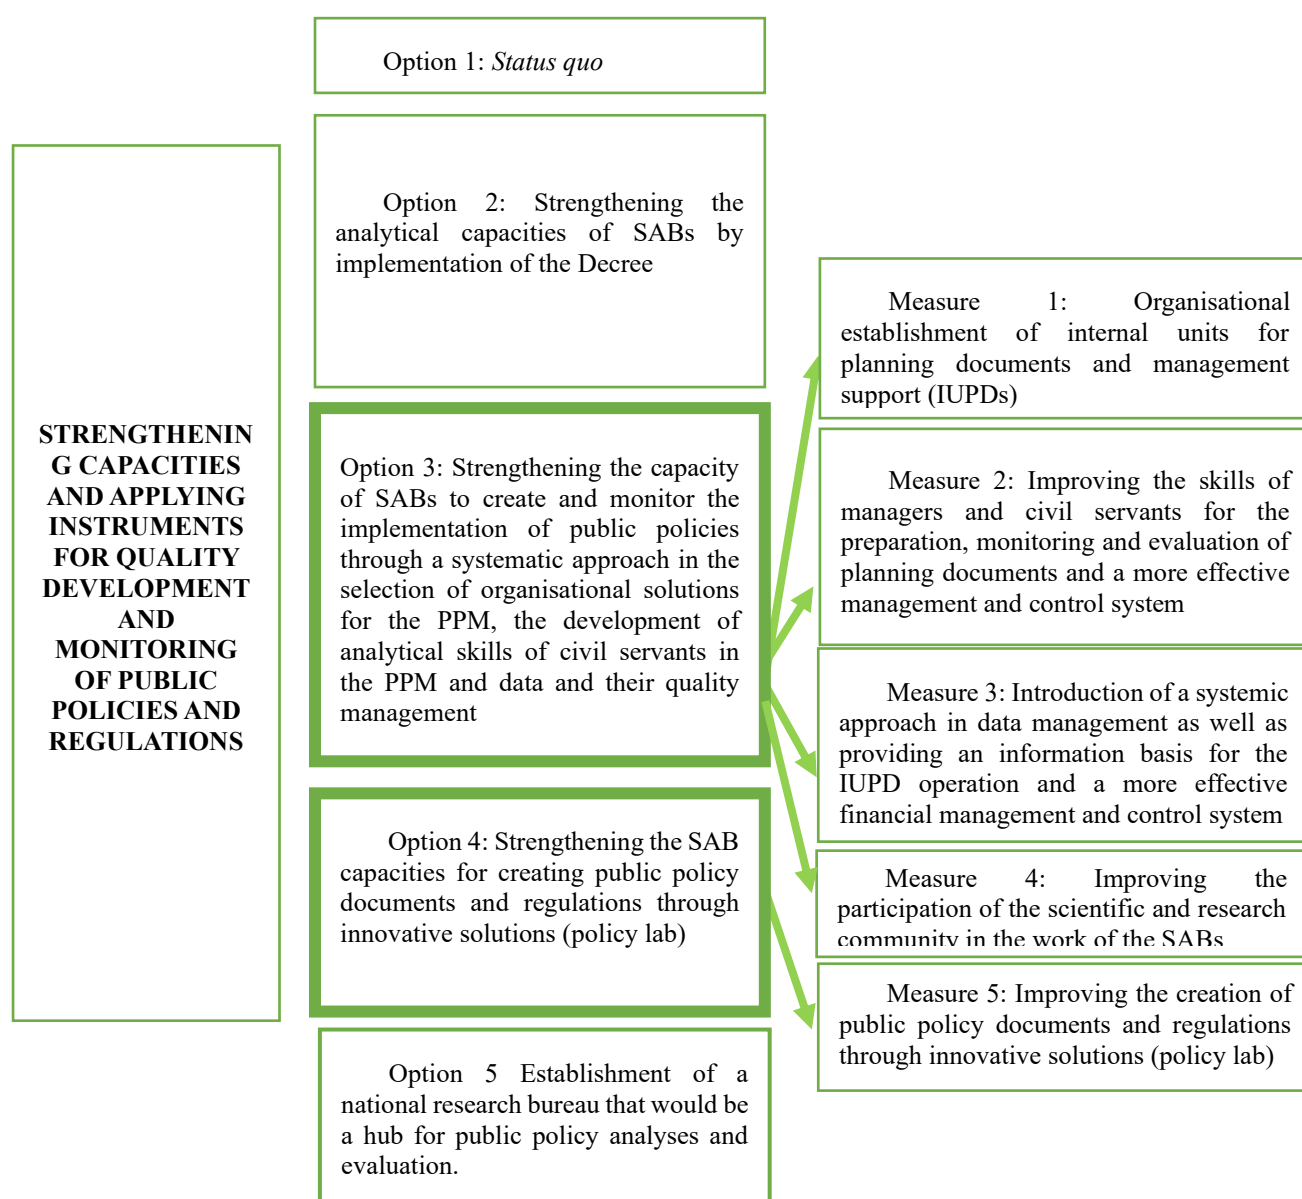 STRENGTHENIN
G CAPACITIES
AND APPLYING
INSTRUMENTS
FOR QUALITY
DEVELOPMENT
AND
MONITORING
OF PUBLIC
POLICIES AND
REGULATIONS
Option 1: Status quo
Option 2: Strengthening the
analytical capacities of SABs by
implementation of the Decree
Option 3: Strengthening the capacity
of SABs to create and monitor the
implementation of public policies
through a systematic approach in the
selection of organisational solutions
for the PPM, the development of
analytical skills of civil servants in
the PPM and data and their quality
management
Option 4: Strengthening the SAB
capacities for creating public policy
documents and regulations through
innovative solutions (policy lab)
Option 5 Establishment of a
national research bureau that would be
a hub for public policy analyses and
evaluation.
Measure 1: Organisational
establishment of internal units for
planning documents and management
support (IUPDs)
Measure 2: Improving the skills of
managers and civil servants for the
preparation, monitoring and evaluation of
planning documents and a more effective
management and control system
Measure 3: Introduction of a systemic
approach in data management as well as
providing an information basis for the
IUPD operation and a more effective
financial management and control system
Measure 4: Improving the
participation of the scientific and research
community in the work of the SABs
Measure 5: Improving the creation of
public policy documents and regulations
through innovative solutions (policy lab)